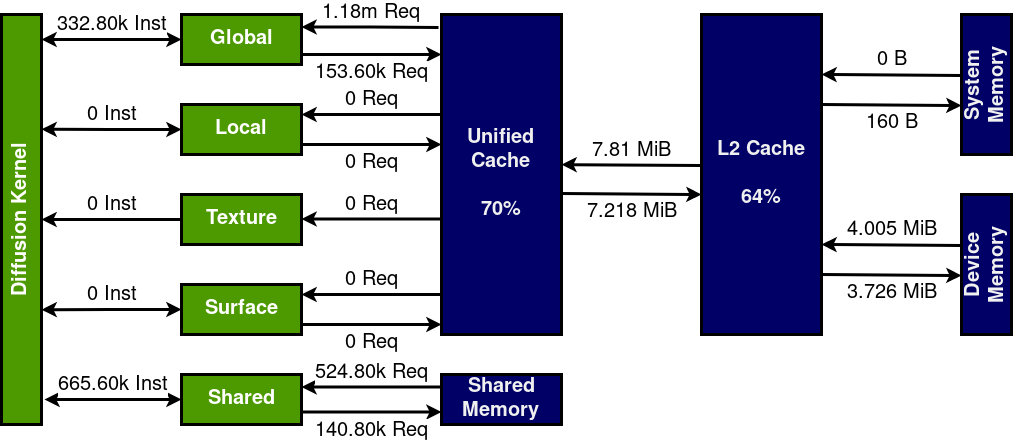 Diffusion Kernel
332.80k Inst
Global
1.18m Req
153.60k Req
0 Inst
Local
0 Req
0 Req
0 Inst
Texture
0 Req
0 Inst
Surface
0 Req
0 Req
665.60k Inst
Shared
524.80k Req
140.80k Req
Unified
Cache
70%
Shared
Memory
7.81 MiB
7.218 MiB
L2 Cache
64%
0 B
160 B
System
Memory
4.005 MiB
3.726 MiB
Device
Memory